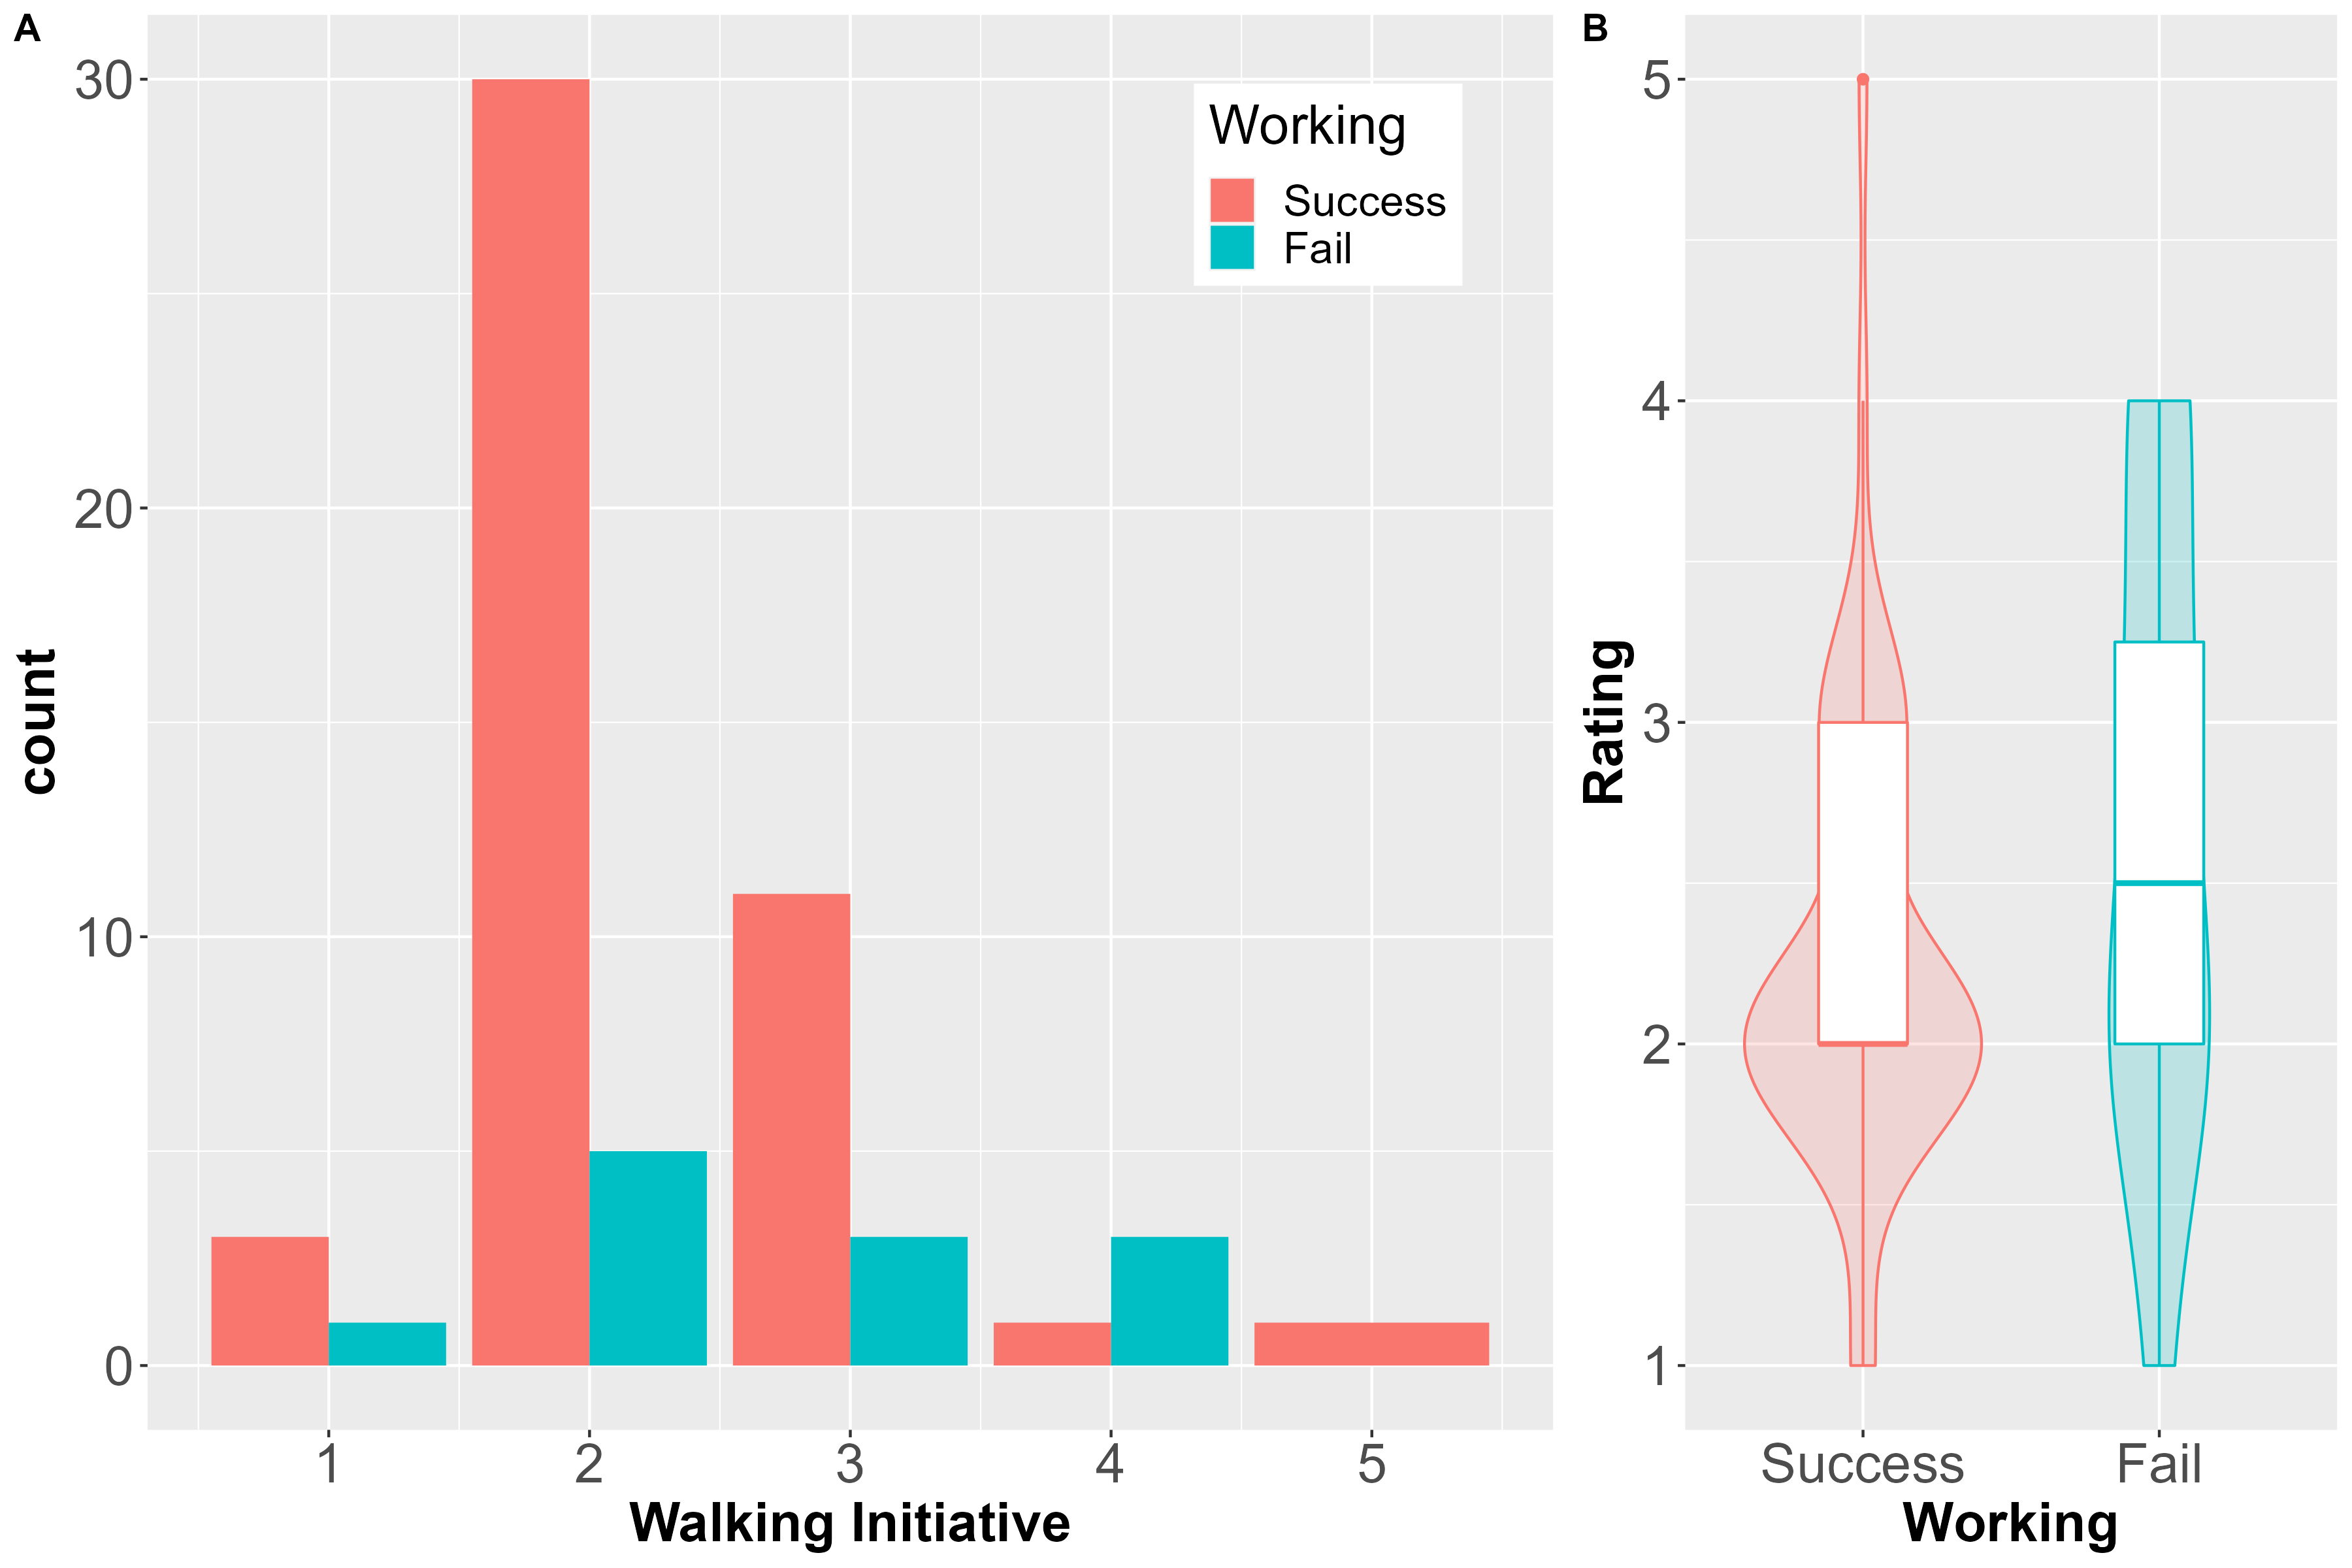 A
count
30
20
10
0
Working
Success
Fail
1 2 3 4 5
Walking Initiative
B
Rating
5
4
3
2
1
Success Fail
Working